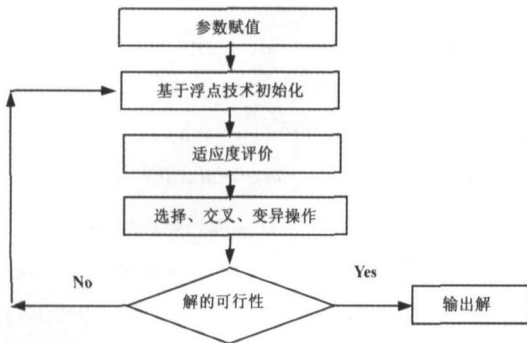 参数赋值
基于浮点技术初始化
适应度评价
选择、交叉、变异操作
No
Yes
解的可行性
输出解